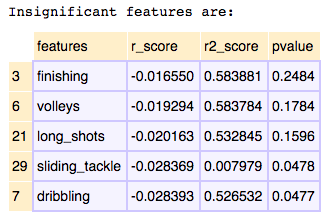 Insignificant features are:
features r_score r2_score pvalue
3 finishing -0.016550 0.583881 0.2484
6 volleys -0.019294 0.583784 0.1784
21 long_shots -0.020163 0.532845 0.1596
29 sliding_tackle -0.028369 0.007979 0.0478
7 dribbling -0.028393 0.526532 0.0477